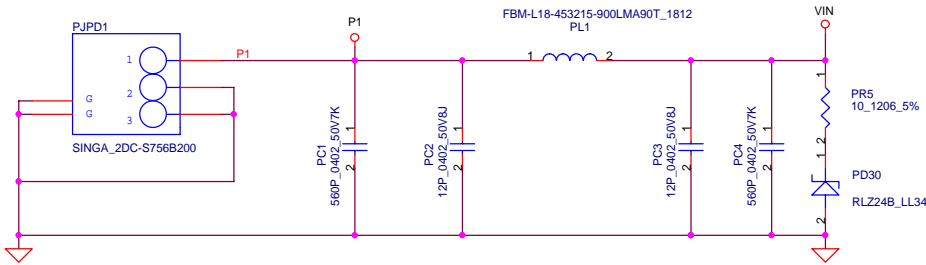 FBM-L18-453215-900LMA90T_1812
PL1
VIN
PJPD1
P1
P1
1
2
3
G
G
SINGA_2DC-S756B200
1
2
1
2
PC1
560P_0402_50V7K
1
2
PC2
12P_0402_50V8J
1
2
PC3
12P_0402_50V8J
1
2
PC4
560P_0402_50V7K
1
2
PR5
10_1206_5%
1
2
PD30
RLZ24B_LL34